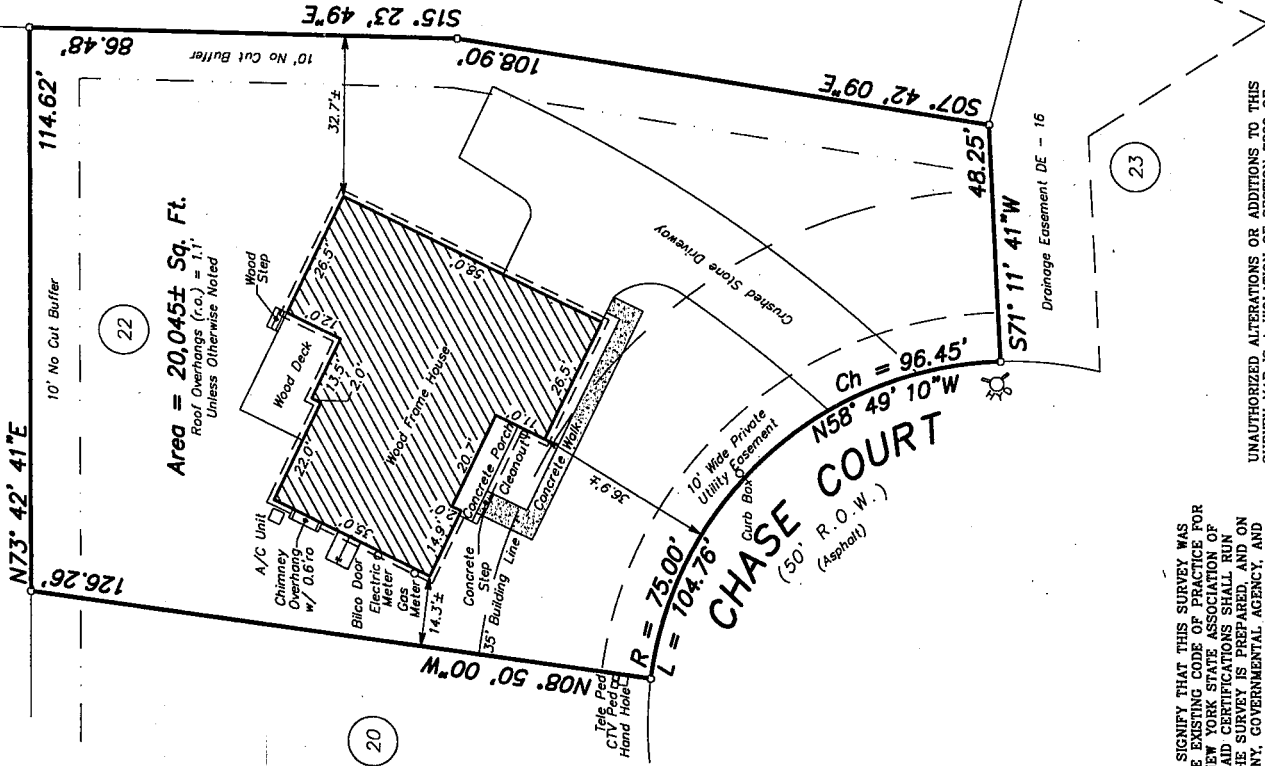 N73° 42' 41"E
114.62'
10' No Cut Buffer
86.48'
S15° 23' 49"E
10' No Cut Buffer
32.7'±
108.90'
S07° 42' 09"E
22
Area = 20,045± Sq. Ft.
Roof Overhangs (r.o.) = 1.1'
Unless Otherwise Noted
Wood
Step
Wood Deck
26.5'
12.0'
13.5'
2.0'
22.0'
58.0'
Wood Frame House
A/C Unit
Chimney
Overhang
w/ 0.6'ro
Bilco Door
Electric
Meter
Gas
Meter
35.0'
14.9'
2.0'
20.7'
11.0'
26.5'
Concrete Porch
Cleanout
Concrete Walk
Concrete
Step
35' Building Line
14.3'±
36.9'±
126.26'
N08° 50' 00"W
20
Tele Ped
CTV Ped
Hand Hole
Crushed Stone Driveway
10' Wide Private
Utility Easement
Curb Box
R = 75.00'
L = 104.76'
Ch = 96.45'
N58° 49' 10"W
CHASE COURT
(50' R.O.W.)
(Asphalt)
48.25'
S71° 11' 41"W
Drainage Easement DE - 16
23
UNAUTHORIZED ALTERATIONS OR ADDITIONS TO THIS
SIGNIFY THAT THIS SURVEY WAS
E EXISTING CODE OF PRACTICE FOR
EW YORK STATE ASSOCIATION OF
AID CERTIFICATIONS SHALL RUN
HE SURVEY IS PREPARED, AND ON
NY, GOVERNMENTAL AGENCY, AND